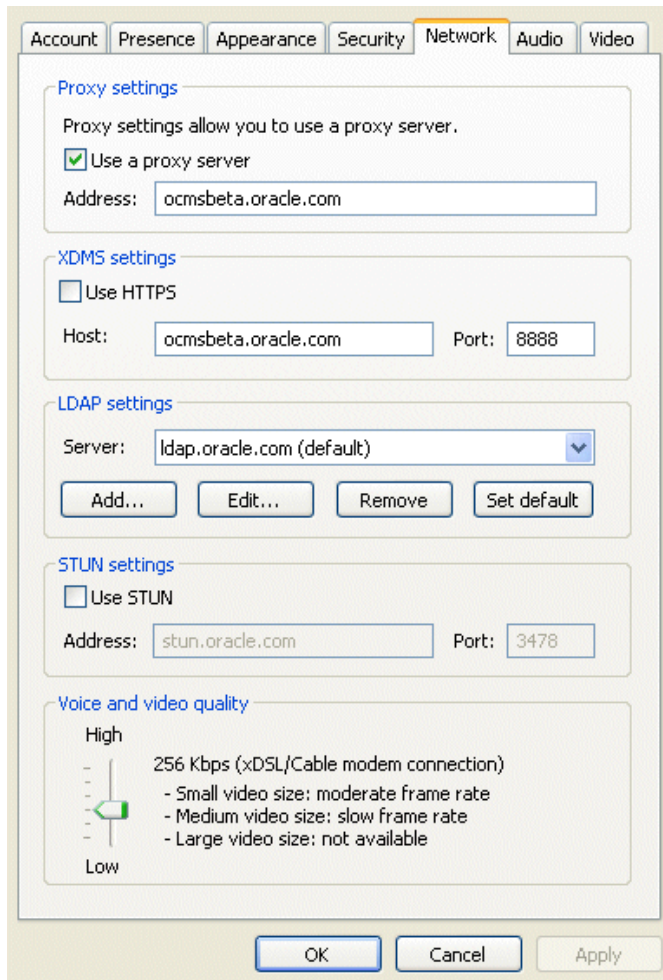 Account Presence Appearance Security Network Audio Video
Proxy settings
Proxy settings allow you to use a proxy server.
Use a proxy server
Address: ocmsbeta.oracle.com
XDMS settings
Use HTTPS
Host: ocmsbeta.oracle.com Port: 8888
LDAP settings
Server: ldap.oracle.com (default)
Add... Edit... Remove Set default
STUN settings
Use STUN
Address: stun.oracle.com Port: 3478
Voice and video quality
High
256 Kbps (xDSL/Cable modem connection)
- Small video size: moderate frame rate
- Medium video size: slow frame rate
- Large video size: not available
Low
OK Cancel Apply